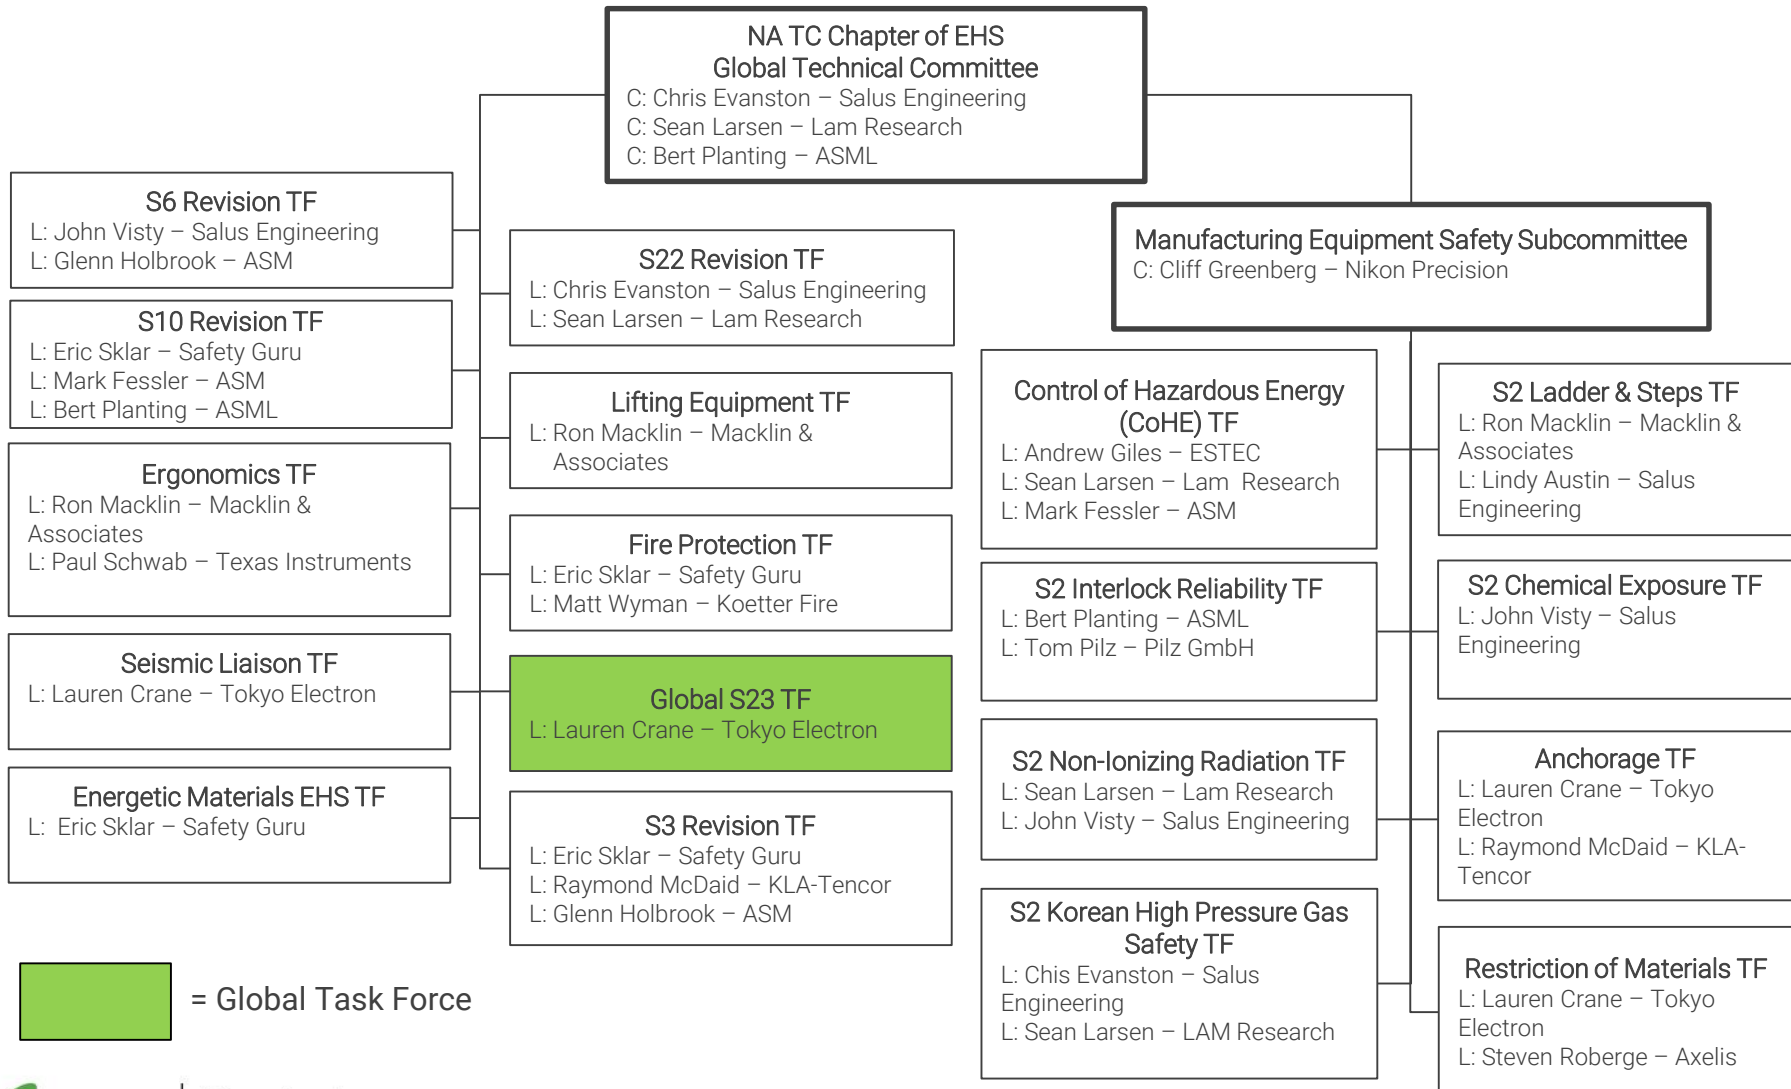 NA TC Chapter of EHS
Global Technical Committee
C: Chris Evanston – Salus Engineering
C: Sean Larsen – Lam Research
C: Bert Planting – ASML
S6 Revision TF
L: John Visty – Salus Engineering
L: Glenn Holbrook – ASM
S10 Revision TF
L: Eric Sklar – Safety Guru
L: Mark Fessler – ASM
L: Bert Planting – ASML
Ergonomics TF
L: Ron Macklin – Macklin &
Associates
L: Paul Schwab – Texas Instruments
Seismic Liaison TF
L: Lauren Crane – Tokyo Electron
Energetic Materials EHS TF
L: Eric Sklar – Safety Guru
S22 Revision TF
L: Chris Evanston – Salus Engineering
L: Sean Larsen – Lam Research
Lifting Equipment TF
L: Ron Macklin – Macklin &
Associates
Fire Protection TF
L: Eric Sklar – Safety Guru
L: Matt Wyman – Koetter Fire
Global S23 TF
L: Lauren Crane – Tokyo Electron
S3 Revision TF
L: Eric Sklar – Safety Guru
L: Raymond McDaid – KLA-Tencor
L: Glenn Holbrook – ASM
Manufacturing Equipment Safety Subcommittee
C: Cliff Greenberg – Nikon Precision
Control of Hazardous Energy
(CoHE) TF
L: Andrew Giles – ESTEC
L: Sean Larsen – Lam Research
L: Mark Fessler – ASM
S2 Interlock Reliability TF
L: Bert Planting – ASML
L: Tom Pilz – Pilz GmbH
S2 Non-Ionizing Radiation TF
L: Sean Larsen – Lam Research
L: John Visty – Salus Engineering
S2 Korean High Pressure Gas
Safety TF
L: Chis Evanston – Salus
Engineering
L: Sean Larsen – LAM Research
S2 Ladder & Steps TF
L: Ron Macklin – Macklin &
Associates
L: Lindy Austin – Salus
Engineering
S2 Chemical Exposure TF
L: John Visty – Salus
Engineering
Anchorage TF
L: Lauren Crane – Tokyo
Electron
L: Raymond McDaid – KLA-
Tencor
Restriction of Materials TF
L: Lauren Crane – Tokyo
Electron
L: Steven Roberge – Axelis
= Global Task Force